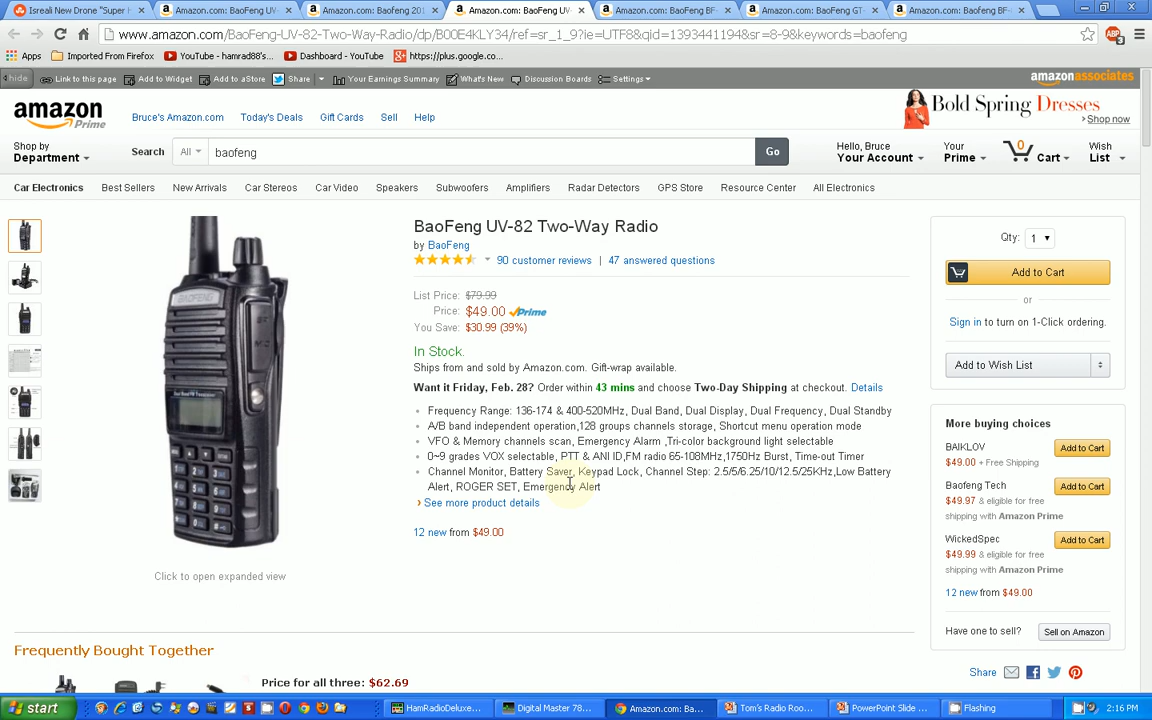 Isreali New Drone "Super H
Amazon.com: BaoFeng UV-
Amazon.com: Baofeng 201
Amazon.com: BaoFeng UV-
Amazon.com: BaoFeng BF-
Amazon.com: BaoFeng GT-
Amazon.com: BaoFeng BF-
www.amazon.com/BaoFeng-UV-82-Two-Way-Radio/dp/B00E4KLY34/ref=sr_1_9?ie=UTF8&qid=1393441194&sr=8-9&keywords=baofeng
ABP
Apps
Imported From Firefox
YouTube - hamrad88's...
Dashboard - YouTube
https://plus.google.co...
hide
Link to this page
Add to Widget
Add to aStore
Share
Your Earnings Summary
What's New
Discussion Boards
Settings
amazonassociates
amazon
Prime
Bruce's Amazon.com
Today's Deals
Gift Cards
Sell
Help
Bold Spring Dresses
Shop now
Shop by
Department
Search
All
baofeng
Go
Hello, Bruce
Your Account
Your
Prime
0
Cart
Wish
List
Car Electronics
Best Sellers
New Arrivals
Car Stereos
Car Video
Speakers
Subwoofers
Amplifiers
Radar Detectors
GPS Store
Resource Center
All Electronics
BaoFeng UV-82 Two-Way Radio
by BaoFeng
90 customer reviews | 47 answered questions
List Price: $79.99
Price: $49.00 Prime
You Save: $30.99 (39%)
In Stock.
Ships from and sold by Amazon.com. Gift-wrap available.
Want it Friday, Feb. 28? Order within 43 mins and choose Two-Day Shipping at checkout. Details
Frequency Range: 136-174 & 400-520MHz, Dual Band, Dual Display, Dual Frequency, Dual Standby
A/B band independent operation,128 groups channels storage, Shortcut menu operation mode
VFO & Memory channels scan, Emergency Alarm ,Tri-color background light selectable
0~9 grades VOX selectable, PTT & ANI ID,FM radio 65-108MHz,1750Hz Burst, Time-out Timer
Channel Monitor, Battery Saver, Keypad Lock, Channel Step: 2.5/5/6.25/10/12.5/25KHz,Low Battery
Alert, ROGER SET, Emergency Alert
See more product details
12 new from $49.00
Click to open expanded view
Qty: 1
Add to Cart
or
Sign in to turn on 1-Click ordering.
Add to Wish List
More buying choices
BAIKLOV
$49.00 + Free Shipping
Add to Cart
Baofeng Tech
$49.97 & eligible for free
shipping with Amazon Prime
Add to Cart
WickedSpec
$49.99 & eligible for free
shipping with Amazon Prime
Add to Cart
12 new from $49.00
Have one to sell?
Sell on Amazon
Share
Frequently Bought Together
Price for all three: $62.69
start
HamRadioDeluxe...
Digital Master 78...
Amazon.com: Ba...
Tom's Radio Roo...
PowerPoint Slide ...
Flashing
2:16 PM